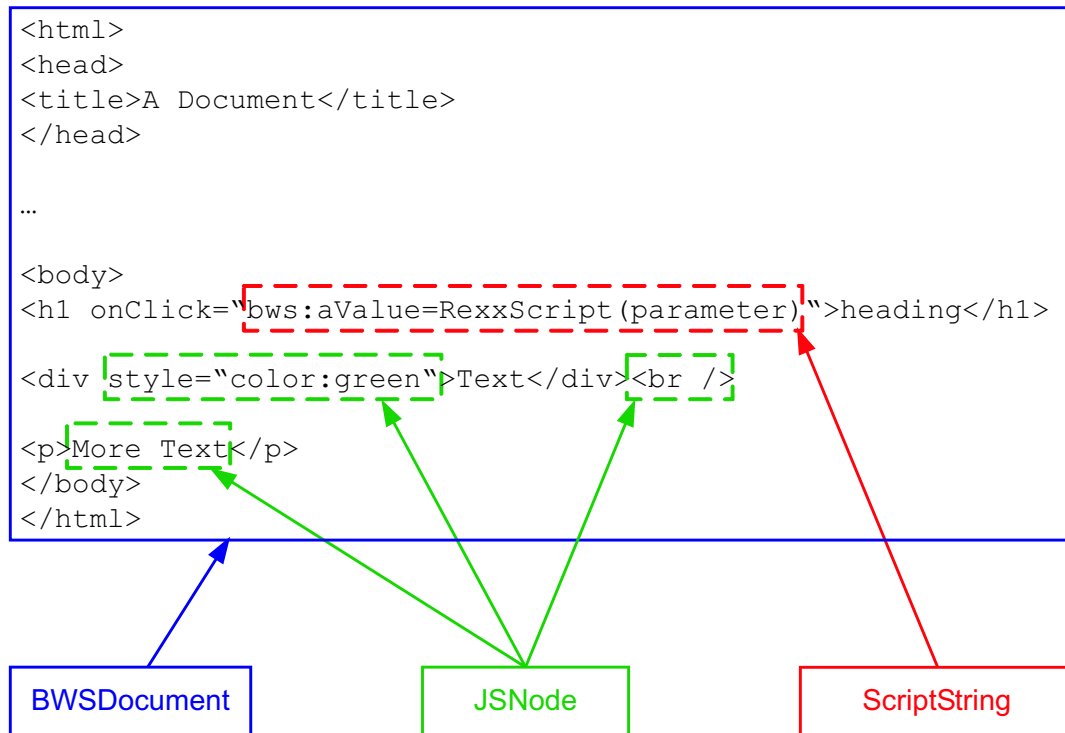 <html>
<head>
<title>A Document</title>
</head>
…
<body>
<h1 onClick=“bws:aValue=RexxScript(parameter)“>heading</h1>
<div style=“color:green“>Text</div><br />
<p>More Text</p>
</body>
</html>
BWSDocument JSNode ScriptString